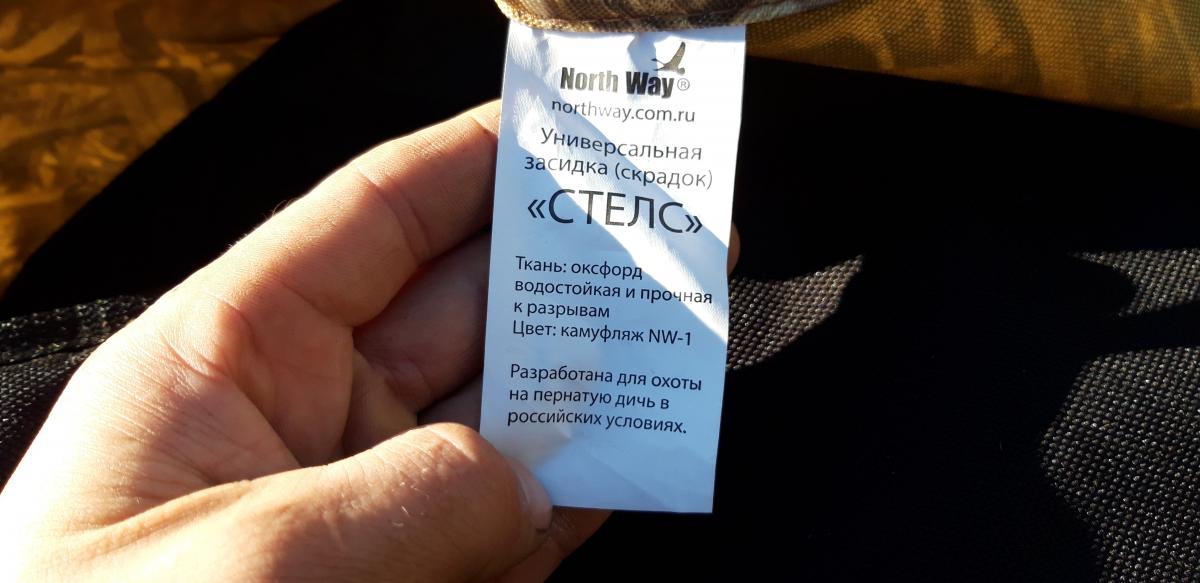 North Way®
northway.com.ru
Универсальная
засидка (скрадок)
«СТЕЛС»
Ткань: оксфорд
водостойкая и прочная
к разрывам
Цвет: камуфляж NW-1
Разработана для охоты
на пернатую дичь в
российских условиях.